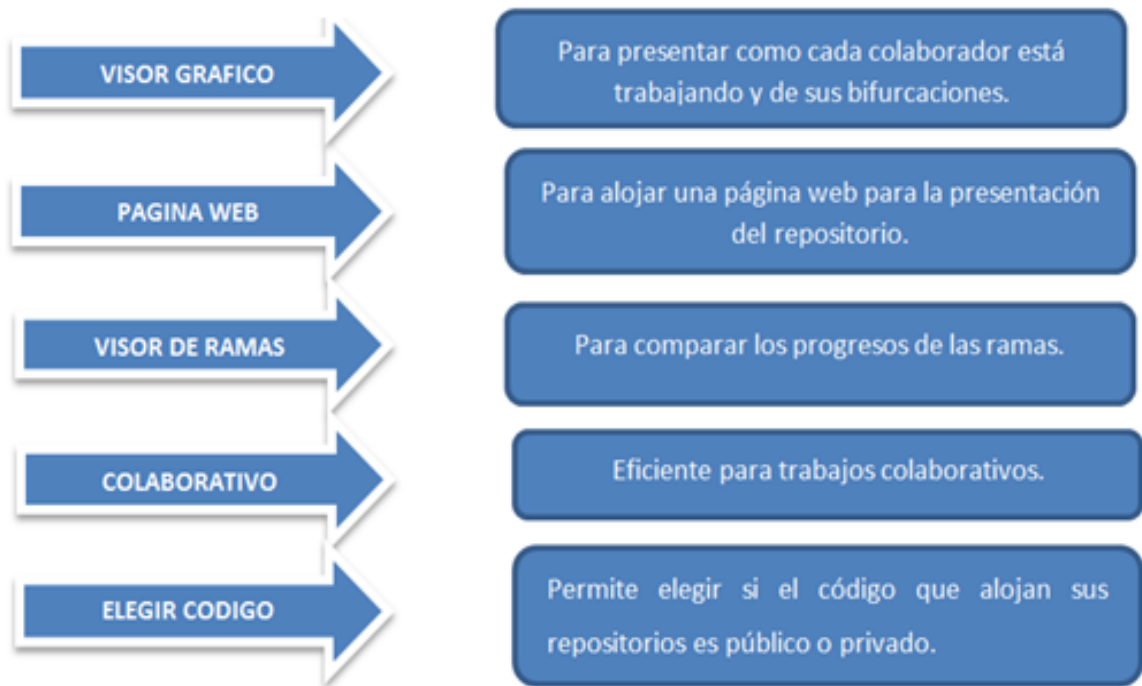 VISOR GRAFICO
Para presentar como cada colaborador está
trabajando y de sus bifurcaciones.
PAGINA WEB
Para alojar una página web para la presentación
del repositorio.
VISOR DE RAMAS
Para comparar los progresos de las ramas.
COLABORATIVO
Eficiente para trabajos colaborativos.
ELEGIR CODIGO
Permite elegir si el código que alojan sus
repositorios es público o privado.